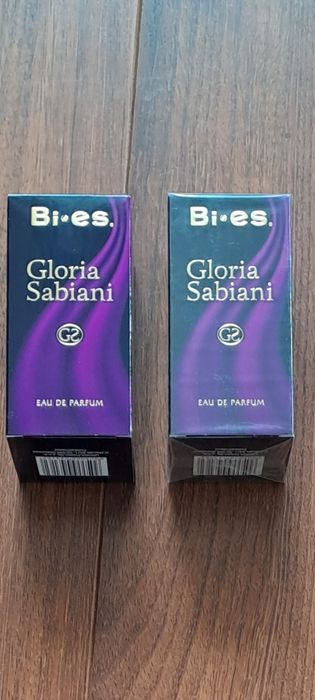 Bi·es.
Gloria
Sabiani
GS
EAU DE PARFUM
Bi·es.
Gloria
Sabiani
GS
EAU DE PARFUM